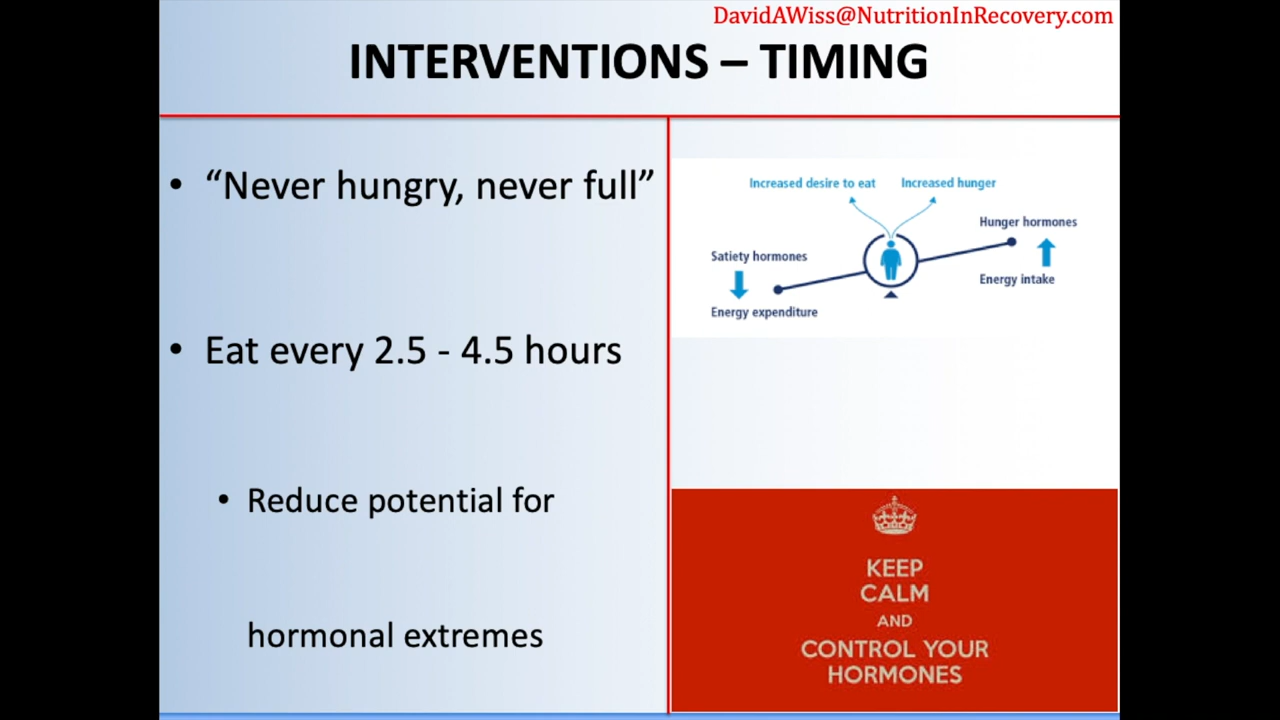 DavidAWiss@NutritionInRecovery.com
INTERVENTIONS – TIMING
• “Never hungry, never full”
• Eat every 2.5 - 4.5 hours
• Reduce potential for
hormonal extremes
Increased desire to eat
Increased hunger
Hunger hormones
Satiety hormones
Energy intake
Energy expenditure
KEEP
CALM
AND
CONTROL YOUR
HORMONES